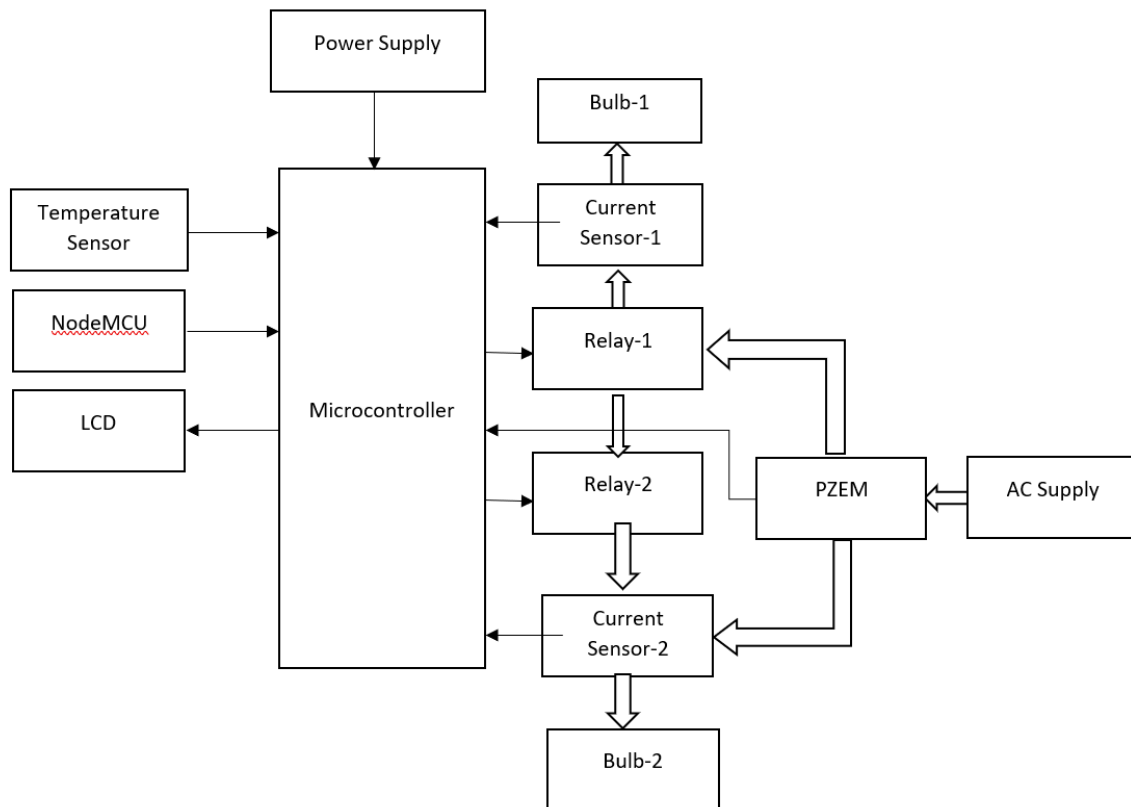 Power Supply
Bulb-1
Temperature
Sensor
Current
Sensor-1
NodeMCU
Relay-1
LCD
Microcontroller
Relay-2
PZEM
AC Supply
Current
Sensor-2
Bulb-2